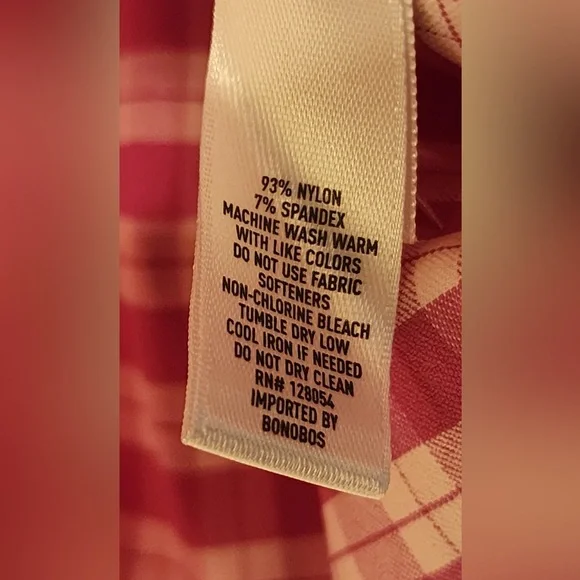 93% NYLON
7% SPANDEX
MACHINE WASH WARM
WITH LIKE COLORS
DO NOT USE FABRIC
SOFTENERS
NON-CHLORINE BLEACH
TUMBLE DRY LOW
COOL IRON IF NEEDED
DO NOT DRY CLEAN
RN# 128054
IMPORTED BY
BONOBOS